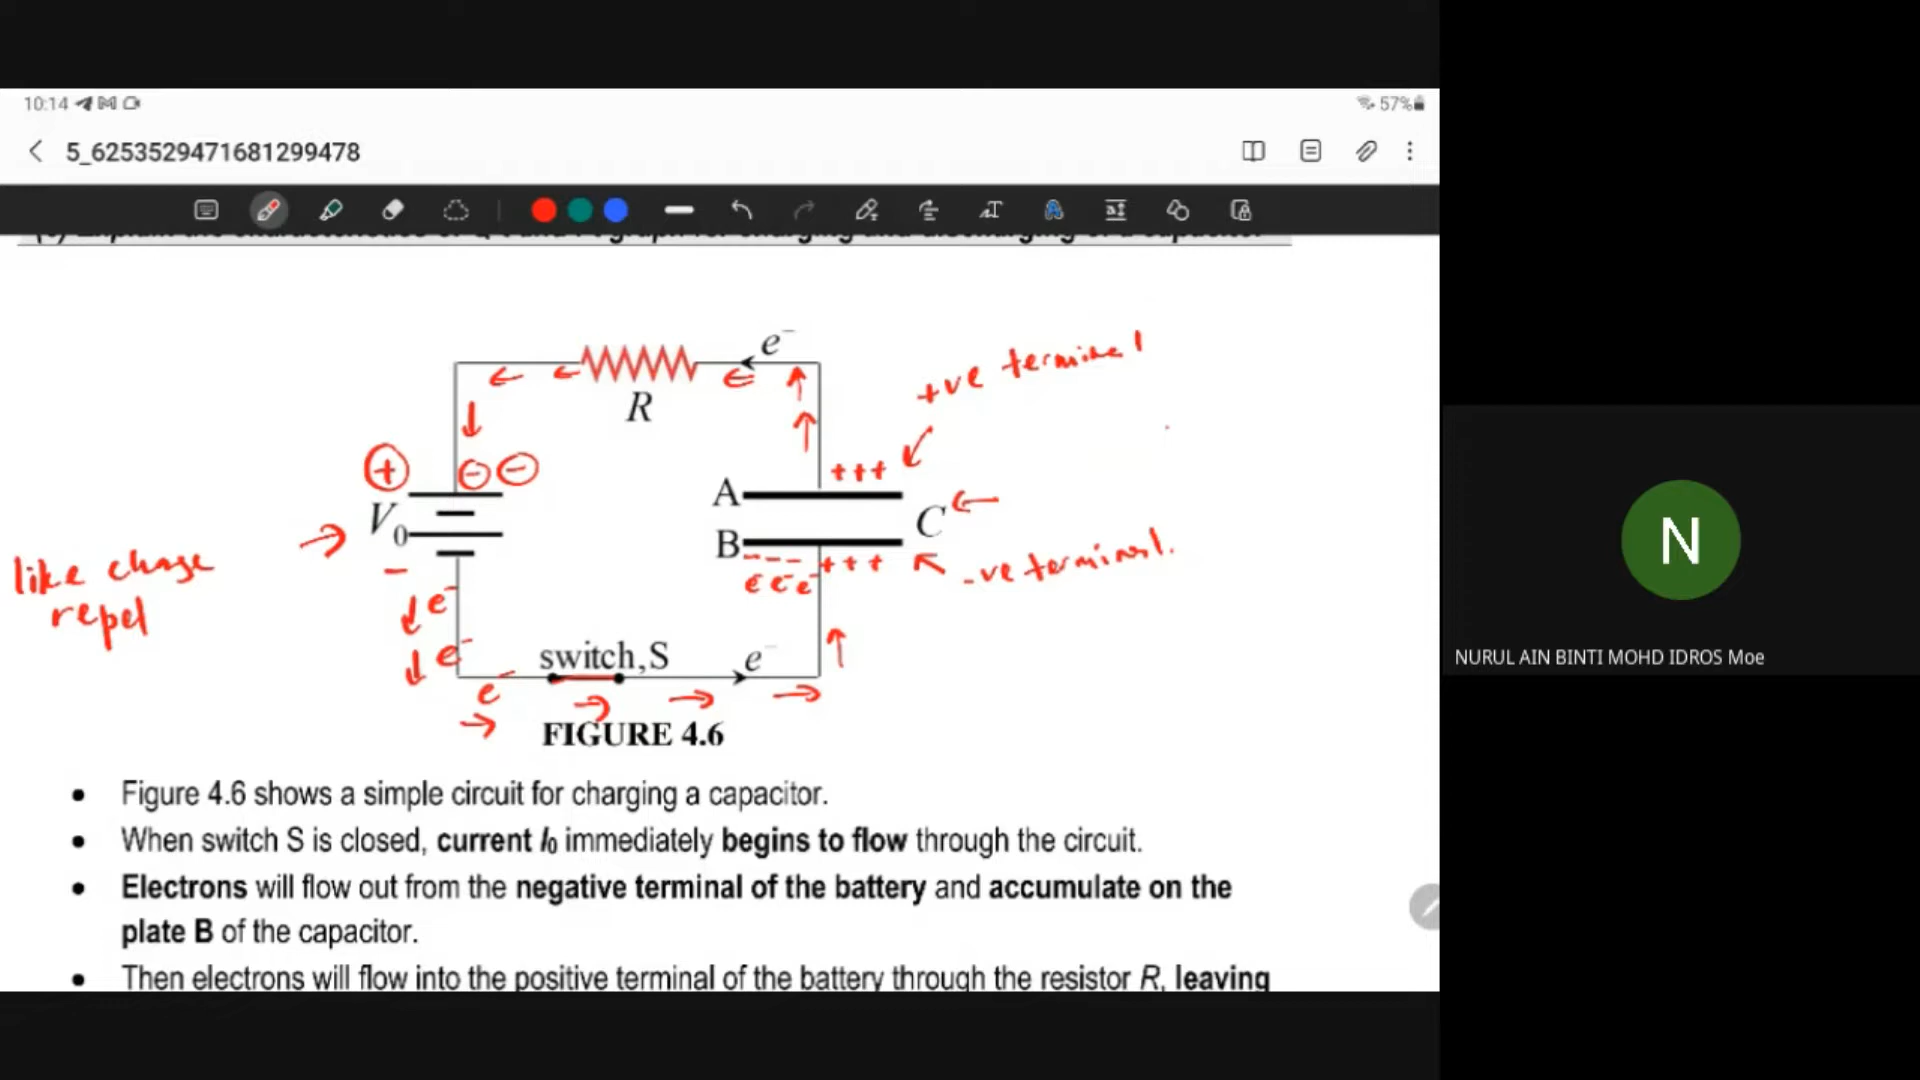 10:14
57%
5_6253529471681299478
e⁻
+ve terminal
R
+ + +
+
− −
A
V₀
C
B
− − −
+ + +
-ve terminal.
−
e⁻ e⁻ e⁻
like charge
repel
e⁻
e⁻
switch,S
e⁻
e⁻
FIGURE 4.6
• Figure 4.6 shows a simple circuit for charging a capacitor.
• When switch S is closed, current I₀ immediately begins to flow through the circuit.
• Electrons will flow out from the negative terminal of the battery and accumulate on the
plate B of the capacitor.
• Then electrons will flow into the positive terminal of the battery through the resistor R, leaving
N
NURUL AIN BINTI MOHD IDROS Moe